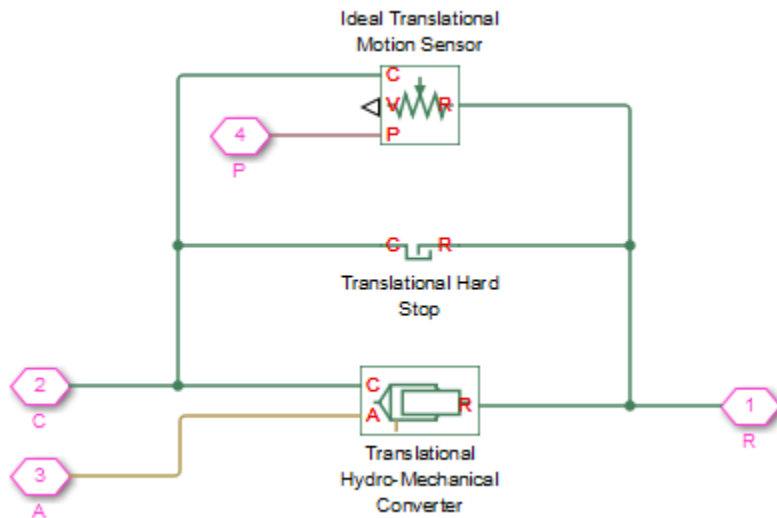 Ideal Translational
Motion Sensor
C
V R
P
4
P
C R
Translational Hard
Stop
2
C
C
A R
1
R
3
A
Translational
Hydro-Mechanical
Converter